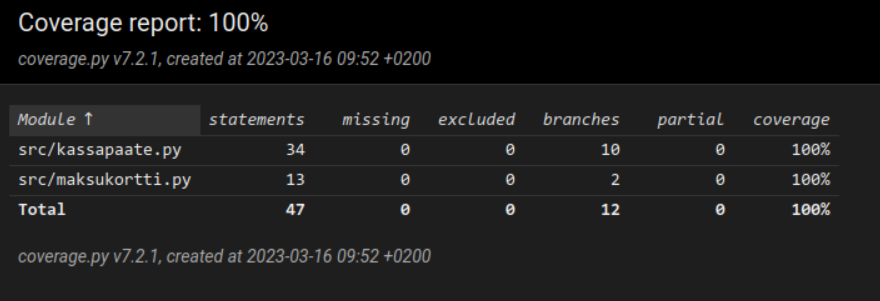 Coverage report: 100%
coverage.py v7.2.1, created at 2023-03-16 09:52 +0200
Module ↑ statements missing excluded branches partial coverage
src/kassapaate.py 34 0 0 10 0 100%
src/maksukortti.py 13 0 0 2 0 100%
Total 47 0 0 12 0 100%
coverage.py v7.2.1, created at 2023-03-16 09:52 +0200